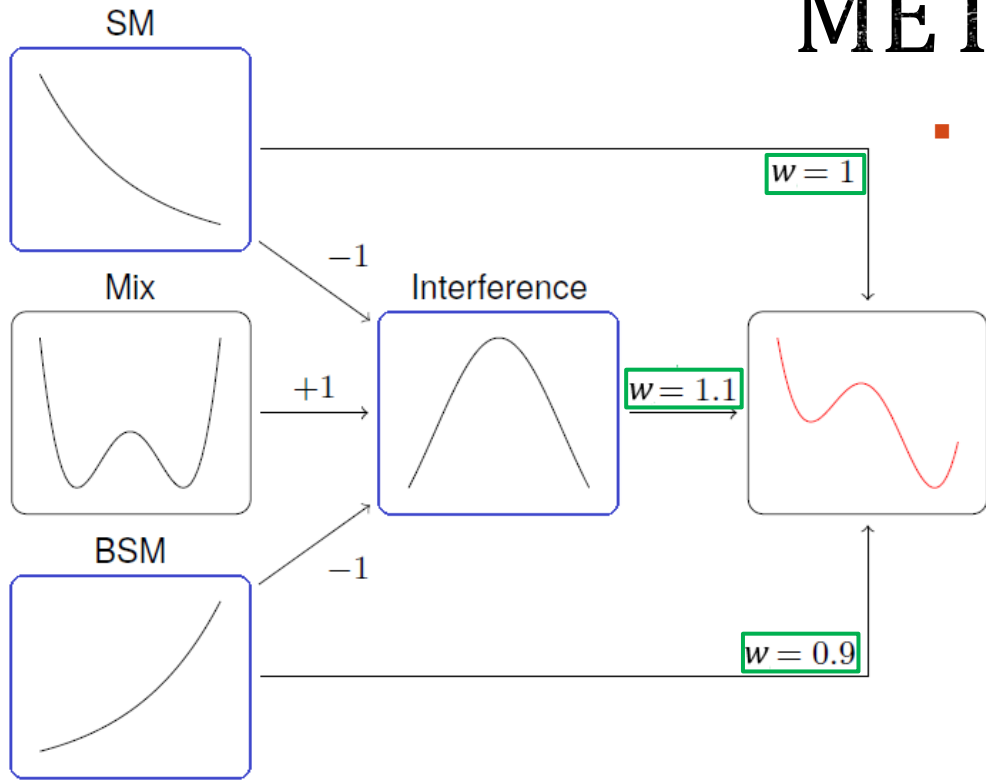 SM
w = 1
−1
Mix
Interference
+1
w = 1.1
BSM
−1
w = 0.9